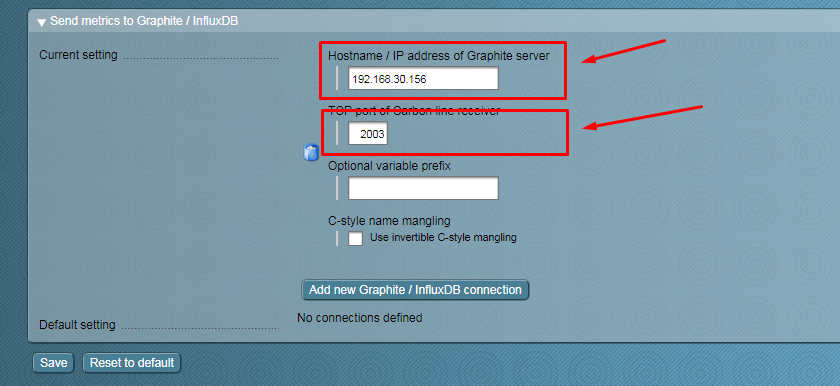 Send metrics to Graphite / InfluxDB
Current setting
Hostname / IP address of Graphite server
192.168.30.156
TCP port of Carbon line receiver
2003
Optional variable prefix
C-style name mangling
Use invertible C-style mangling
Add new Graphite / InfluxDB connection
Default setting
No connections defined
Save
Reset to default